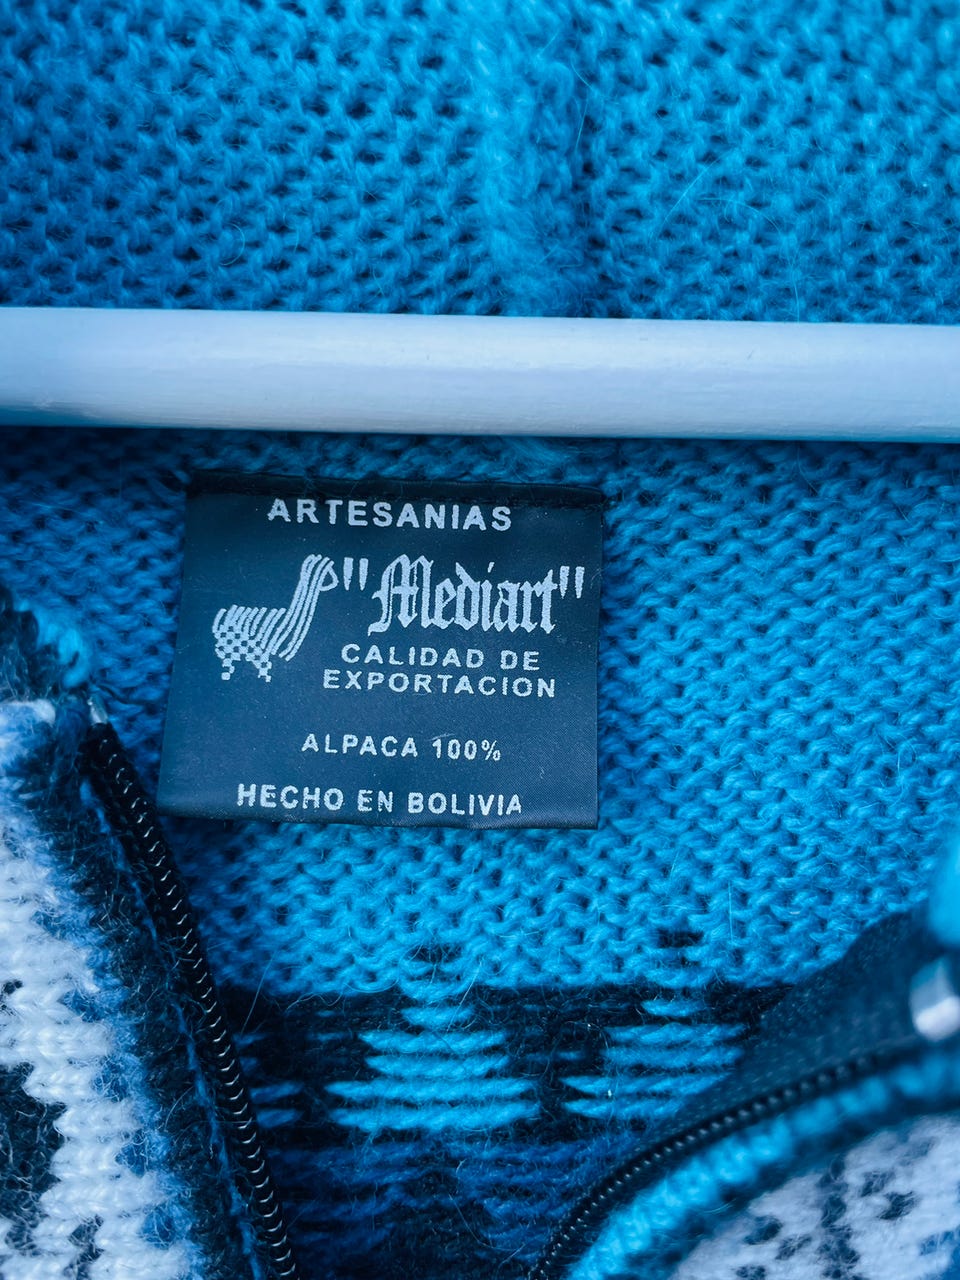 ARTESANIAS
"Mediart"
CALIDAD DE
EXPORTACION
ALPACA 100%
HECHO EN BOLIVIA